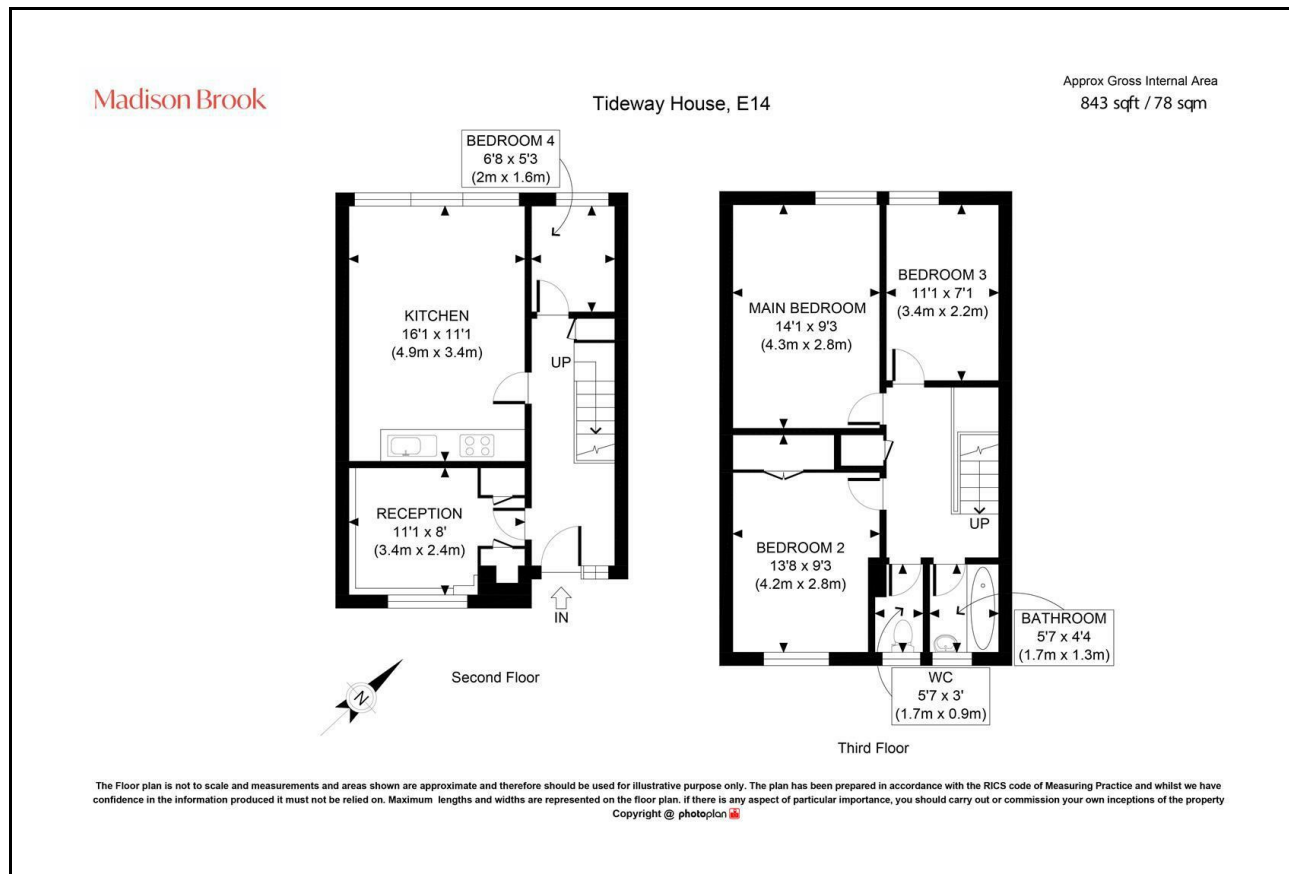 Madison Brook
Tideway House, E14
Approx Gross Internal Area
843 sqft / 78 sqm
BEDROOM 4
6'8 x 5'3
(2m x 1.6m)
KITCHEN
16'1 x 11'1
(4.9m x 3.4m)
UP
RECEPTION
11'1 x 8'
(3.4m x 2.4m)
IN
Second Floor
N
MAIN BEDROOM
14'1 x 9'3
(4.3m x 2.8m)
BEDROOM 3
11'1 x 7'1
(3.4m x 2.2m)
BEDROOM 2
13'8 x 9'3
(4.2m x 2.8m)
UP
BATHROOM
5'7 x 4'4
(1.7m x 1.3m)
WC
5'7 x 3'
(1.7m x 0.9m)
Third Floor
The Floor plan is not to scale and measurements and areas shown are approximate and therefore should be used for illustrative purpose only. The plan has been prepared in accordance with the RICS code of Measuring Practice and whilst we have
confidence in the information produced it must not be relied on. Maximum lengths and widths are represented on the floor plan. if there is any aspect of particular importance, you should carry out or commission your own inceptions of the property
Copyright @ photoplan